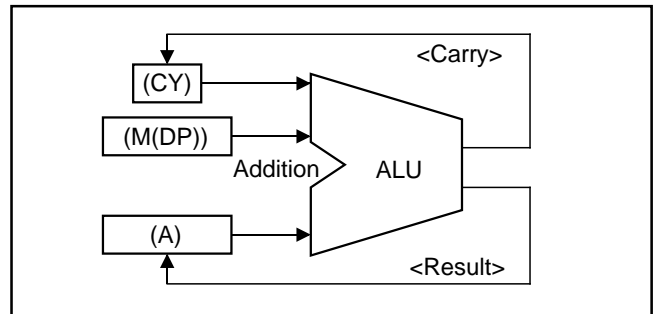 <Carry>
(CY)
(M(DP))
Addition
ALU
(A)
<Result>